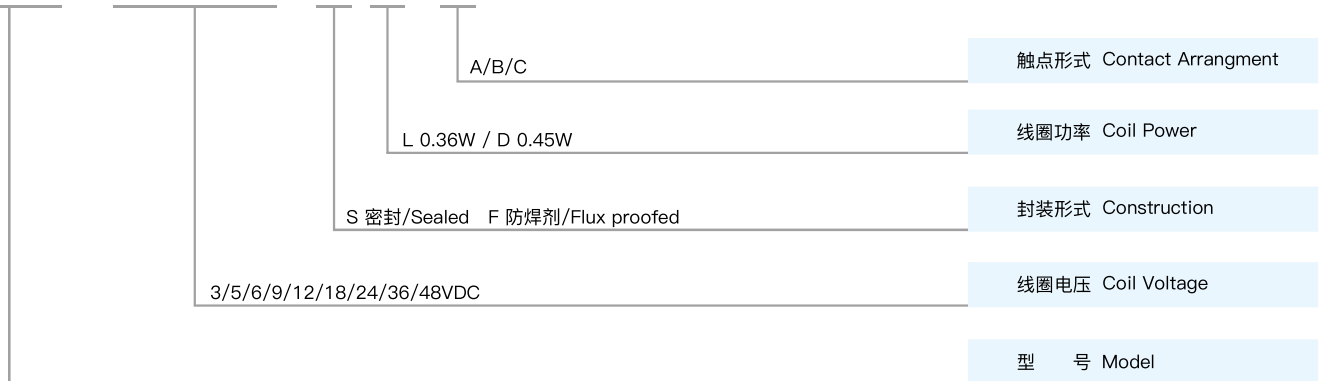 A/B/C 触点形式 Contact Arrangment
L 0.36W / D 0.45W 线圈功率 Coil Power
S 密封/Sealed F 防焊剂/Flux proofed 封装形式 Construction
3/5/6/9/12/18/24/36/48VDC 线圈电压 Coil Voltage
型 号 Model